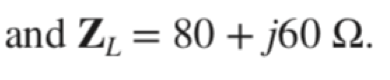 and Z_L = 80 + j60 Ω.